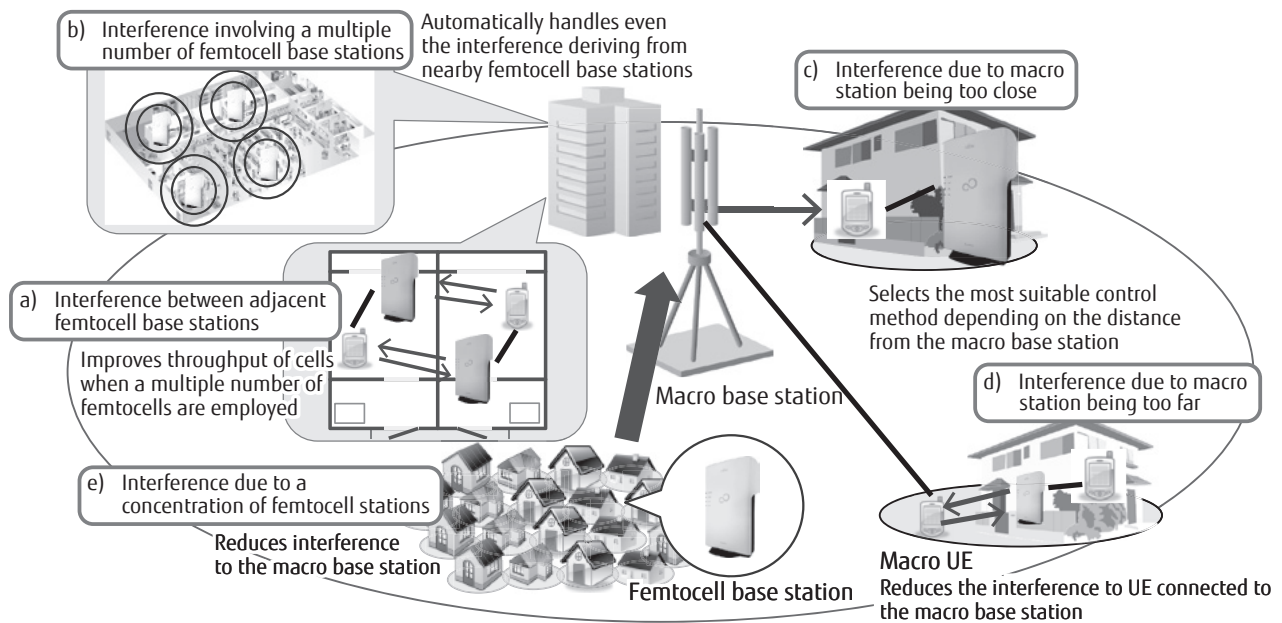 b) Interference involving a multiple
number of femtocell base stations
Automatically handles even
the interference deriving from
nearby femtocell base stations
c) Interference due to macro
station being too close
a) Interference between adjacent
femtocell base stations
Improves throughput of cells
when a multiple number of
femtocells are employed
Selects the most suitable control
method depending on the distance
from the macro base station
Macro base station
d) Interference due to macro
station being too far
e) Interference due to a
concentration of femtocell stations
Reduces interference
to the macro base station
Femtocell base station
Macro UE
Reduces the interference to UE connected to
the macro base station